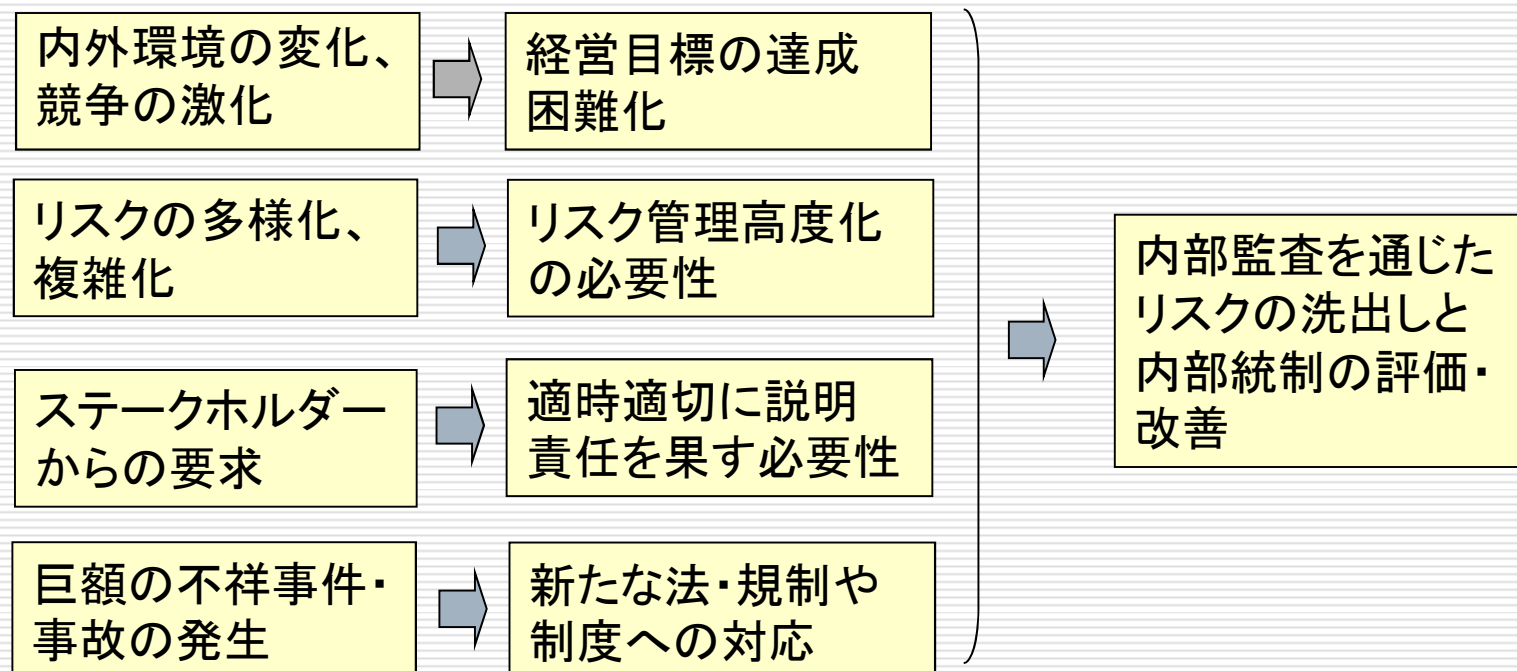 内外環境の変化、
競争の激化
経営目標の達成
困難化
リスクの多様化、
複雑化
リスク管理高度化
の必要性
ステークホルダー
からの要求
適時適切に説明
責任を果す必要性
巨額の不祥事件・
事故の発生
新たな法・規制や
制度への対応
内部監査を通じた
リスクの洗出しと
内部統制の評価・
改善